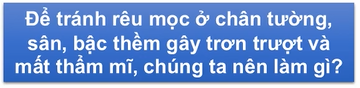 Để tránh rêu mọc ở chân tường,
sân, bậc thềm gây trơn trượt và
mất thẩm mĩ, chúng ta nên làm gì?